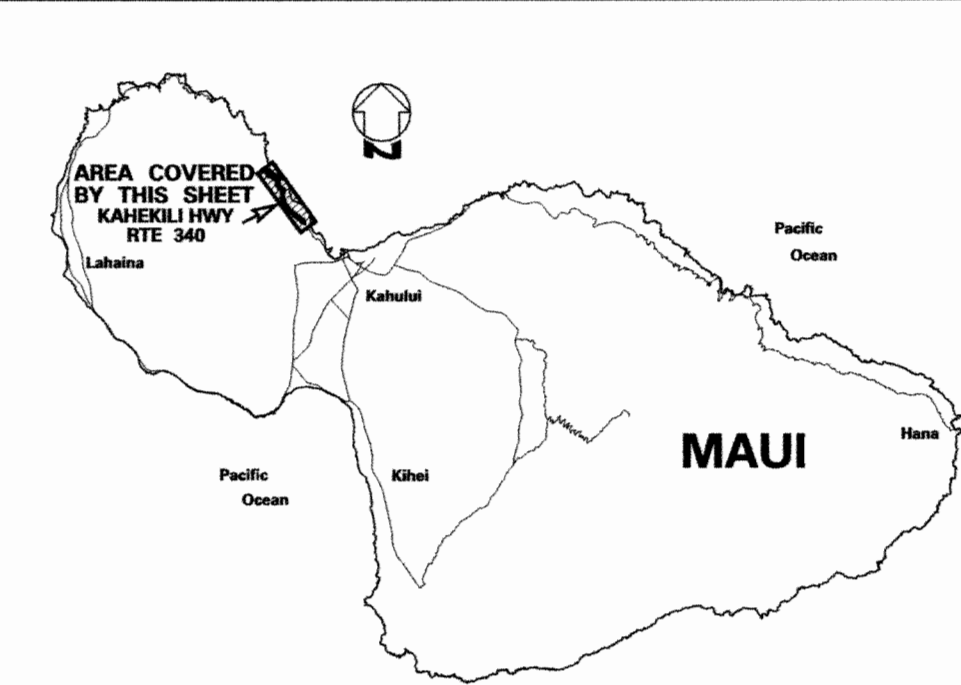 N
AREA COVERED
BY THIS SHEET
KAHEKILI HWY
RTE 340
Lahaina
Kahului
Pacific
Ocean
MAUI
Hana
Pacific
Ocean
Kihei